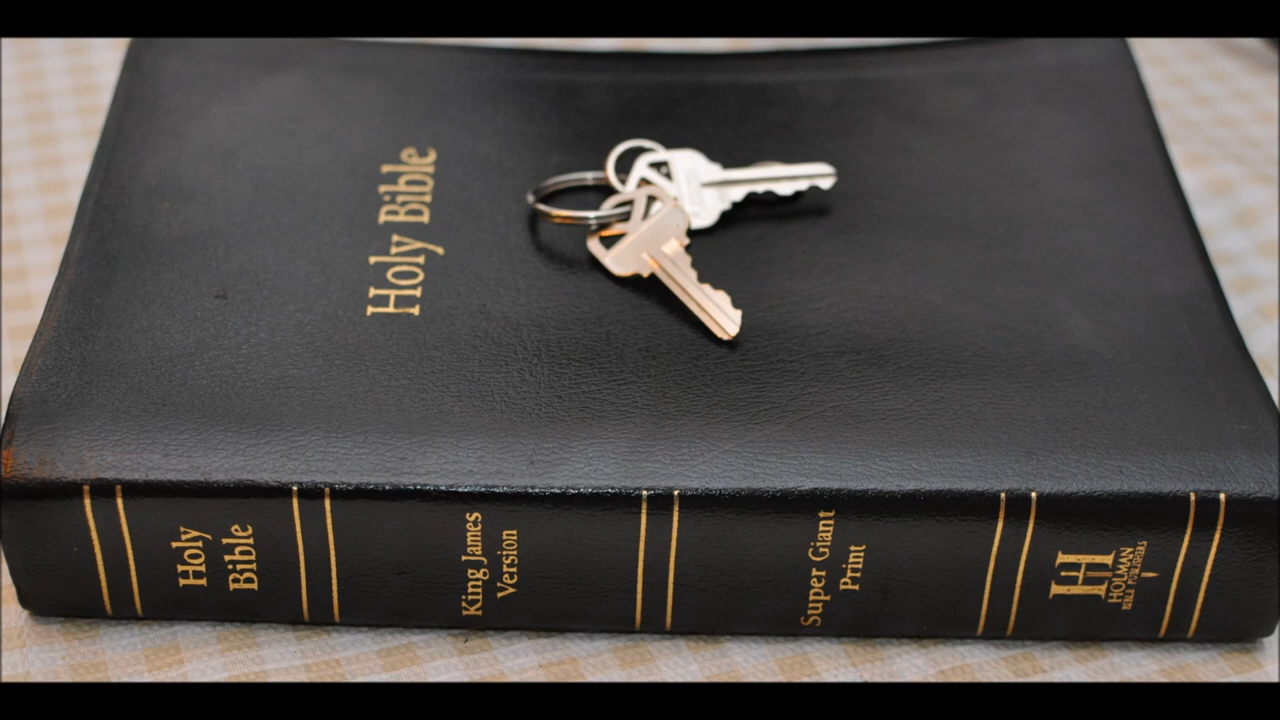 Holy Bible
Holy
Bible
King James
Version
Super Giant
Print
HOLMAN
BIBLE PUBLISHERS